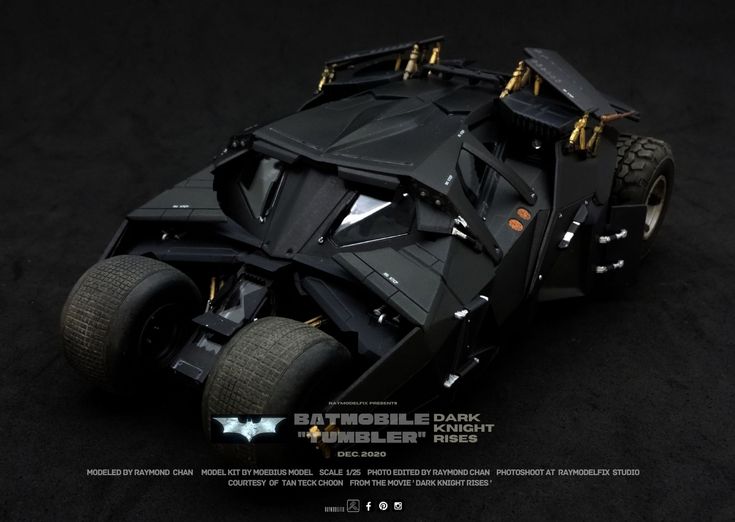 RAYMODELFIX PRESENTS
BATMOBILE
"TUMBLER"
DARK
KNIGHT
RISES
DEC. 2020
MODELED BY RAYMOND CHAN MODEL KIT BY MOEBIUS MODEL SCALE 1/25 PHOTO EDITED BY RAYMOND CHAN PHOTOSHOOT AT RAYMODELFIX STUDIO
COURTESY OF TAN TECK CHOON FROM THE MOVIE ' DARK KNIGHT RISES '
RAYMODELFIX